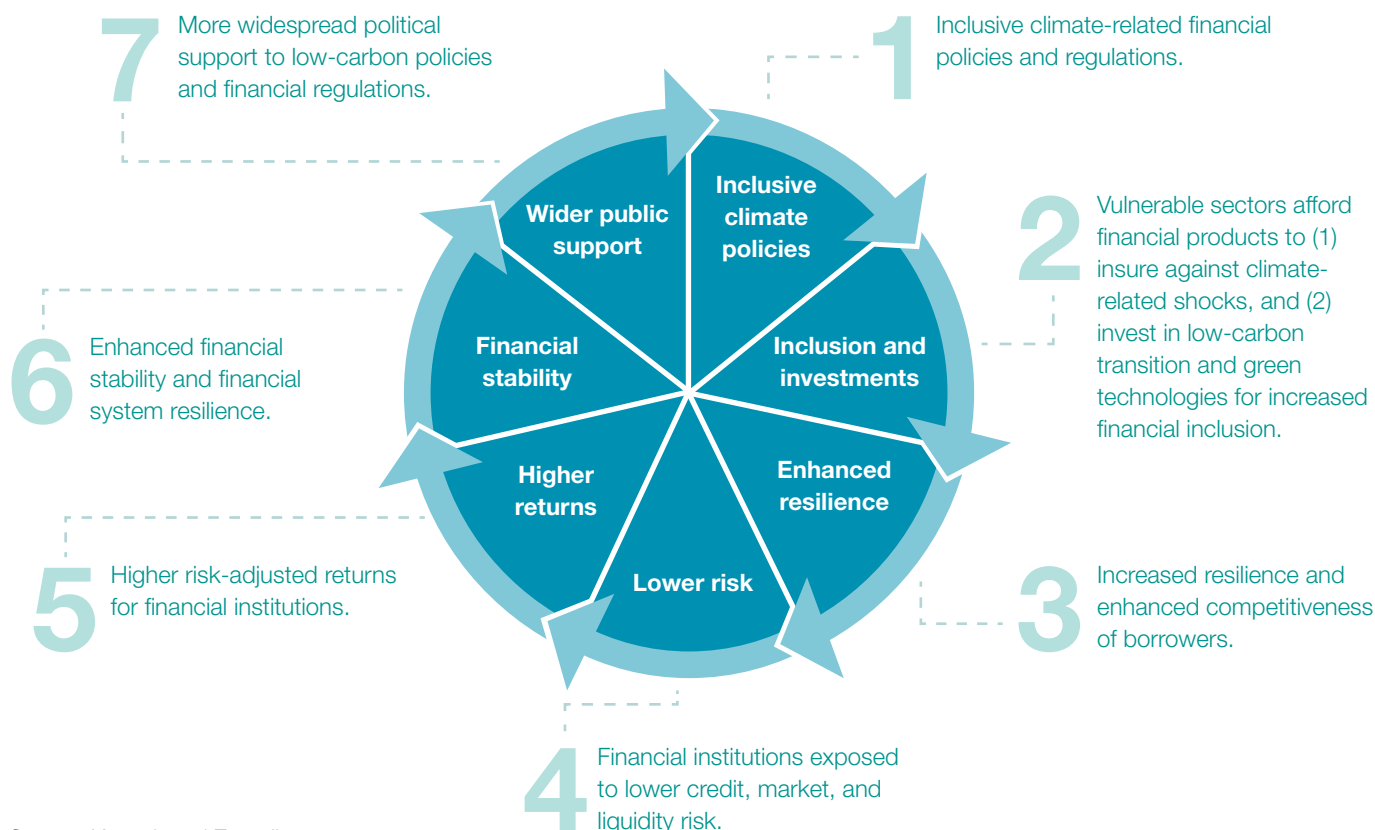 1
Inclusive climate-related financial
policies and regulations.
2
Vulnerable sectors afford
financial products to (1)
insure against climate-
related shocks, and (2)
invest in low-carbon
transition and green
technologies for increased
financial inclusion.
3
Increased resilience and
enhanced competitiveness
of borrowers.
4
Financial institutions exposed
to lower credit, market, and
liquidity risk.
5
Higher risk-adjusted returns
for financial institutions.
6
Enhanced financial
stability and financial
system resilience.
7
More widespread political
support to low-carbon policies
and financial regulations.
Inclusive
climate
policies
Inclusion and
investments
Enhanced
resilience
Lower risk
Higher
returns
Financial
stability
Wider public
support